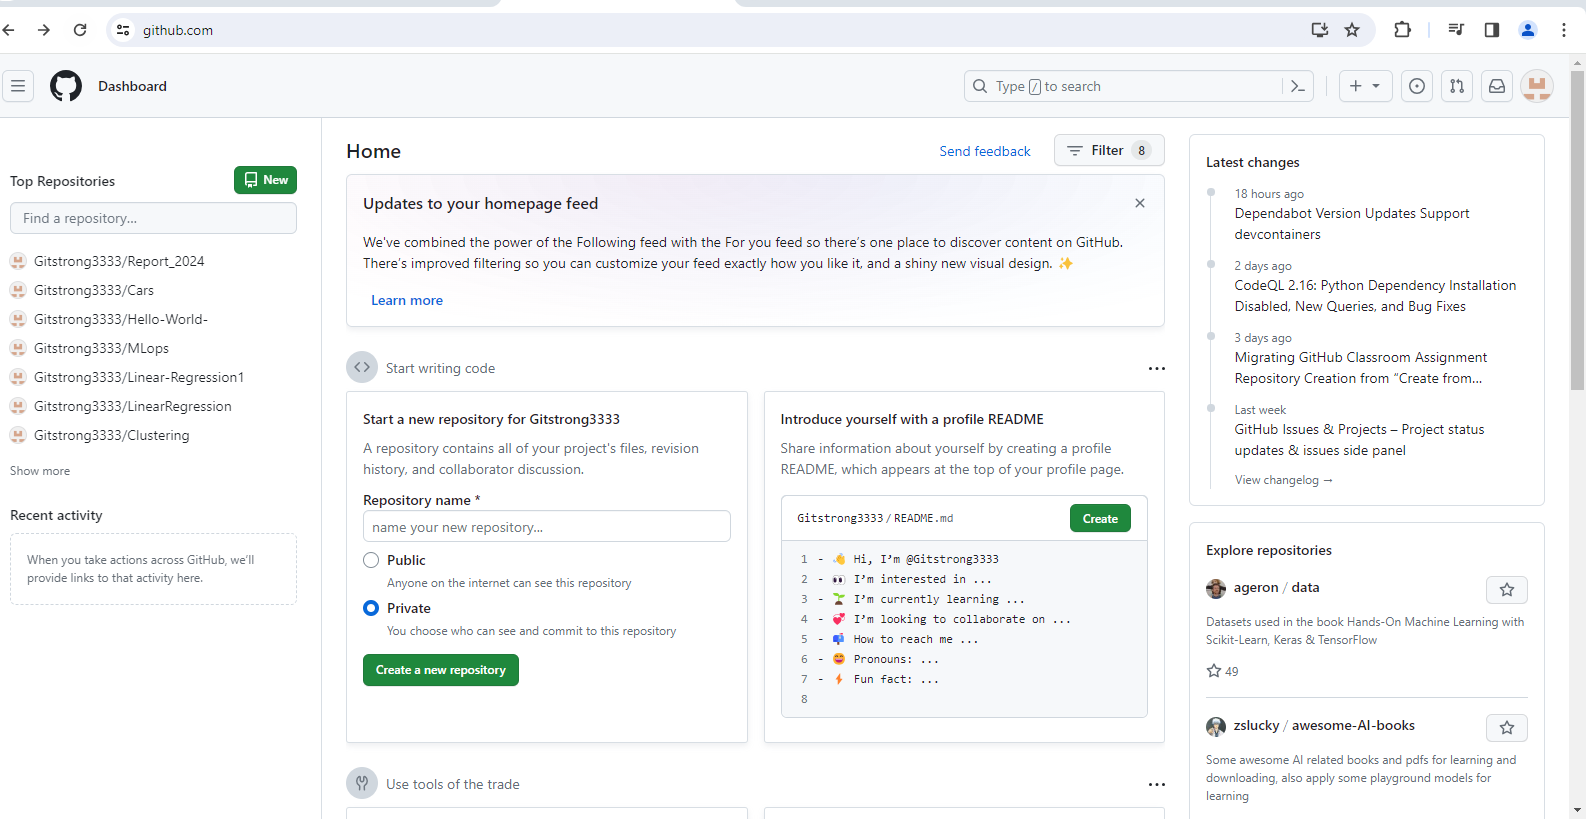 github.com
Dashboard
Type / to search
Top Repositories
New
Find a repository...
Gitstrong3333/Report_2024
Gitstrong3333/Cars
Gitstrong3333/Hello-World-
Gitstrong3333/MLops
Gitstrong3333/Linear-Regression1
Gitstrong3333/LinearRegression
Gitstrong3333/Clustering
Show more
Recent activity
When you take actions across GitHub, we’ll
provide links to that activity here.
Home
Send feedback
Filter 8
Updates to your homepage feed
We've combined the power of the Following feed with the For you feed so there’s one place to discover content on GitHub.
There’s improved filtering so you can customize your feed exactly how you like it, and a shiny new visual design. ✨
Learn more
Start writing code
Start a new repository for Gitstrong3333
A repository contains all of your project's files, revision
history, and collaborator discussion.
Repository name *
name your new repository...
Public
Anyone on the internet can see this repository
Private
You choose who can see and commit to this repository
Create a new repository
Introduce yourself with a profile README
Share information about yourself by creating a profile
README, which appears at the top of your profile page.
Gitstrong3333 / README.md
Create
1 - 👋 Hi, I’m @Gitstrong3333
2 - 👀 I’m interested in ...
3 - 🌱 I’m currently learning ...
4 - 💞️ I’m looking to collaborate on ...
5 - 📫 How to reach me ...
6 - 😄 Pronouns: ...
7 - ⚡ Fun fact: ...
8
Use tools of the trade
Latest changes
18 hours ago
Dependabot Version Updates Support
devcontainers
2 days ago
CodeQL 2.16: Python Dependency Installation
Disabled, New Queries, and Bug Fixes
3 days ago
Migrating GitHub Classroom Assignment
Repository Creation from “Create from...
Last week
GitHub Issues & Projects – Project status
updates & issues side panel
View changelog →
Explore repositories
ageron / data
Datasets used in the book Hands-On Machine Learning with
Scikit-Learn, Keras & TensorFlow
49
zslucky / awesome-AI-books
Some awesome AI related books and pdfs for learning and
downloading, also apply some playground models for
learning